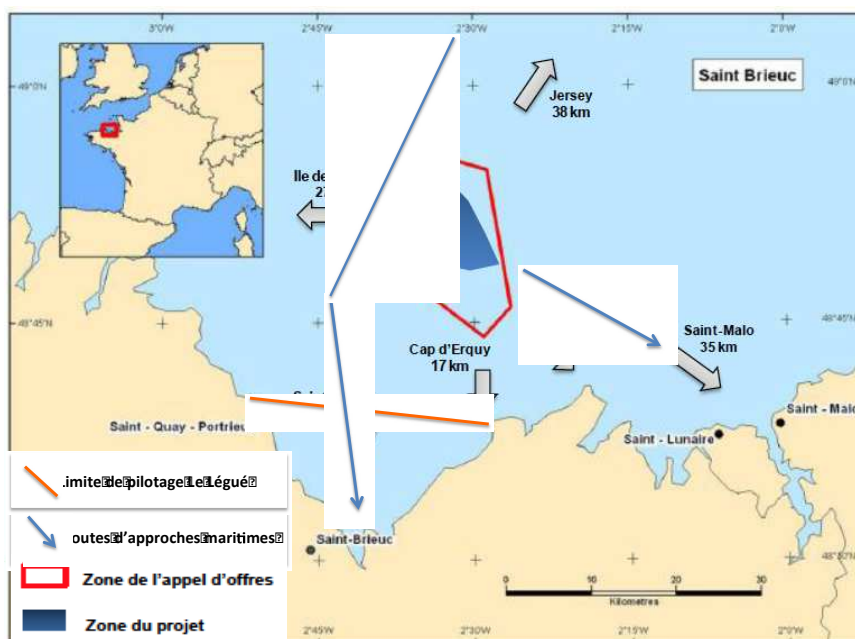 3°0'W 2°45'W 2°30'W 2°15'W 2°0'W
49°0'N 49°0'N
Saint Brieuc
Jersey
38 km
Ile de
48°45'N 48°45'N
Saint-Malo
35 km
Cap d'Erquy
17 km
Saint - Quay - Portrieu
Saint - Malo
Saint - Lunaire
imite de pilotage Le Légué
outes d'approches maritimes
Saint-Brieuc
Zone de l'appel d'offres
Zone du projet
0 10 20 30
Kilometres
2°45'W 2°30'W 2°15'W 2°0'W